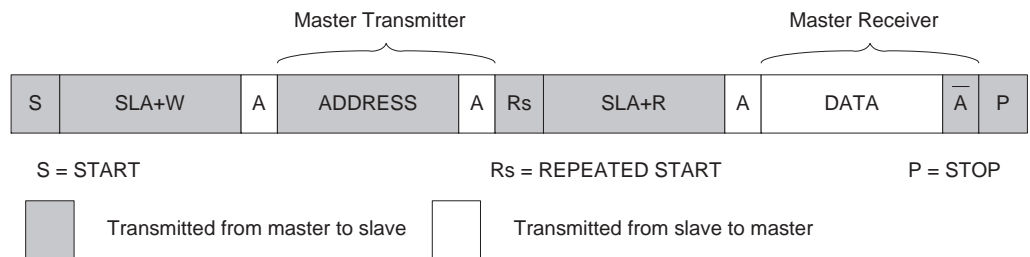 Master Transmitter Master Receiver
S SLA+W A ADDRESS A Rs SLA+R A DATA A̅ P
S = START Rs = REPEATED START P = STOP
Transmitted from master to slave Transmitted from slave to master